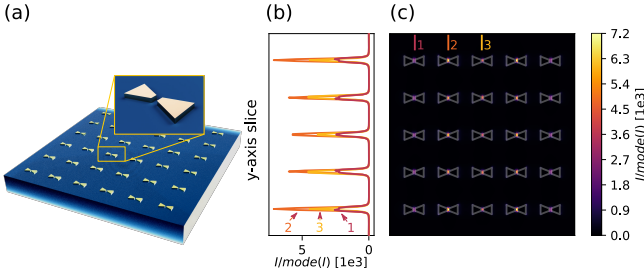 (a)
(b)
(c)
y-axis slice
2 3 1
5 0
I/mode(I) [1e3]
1 2 3
7.2
6.3
5.4
4.5
3.6
2.7
1.8
0.9
0.0
I/mode(I) [1e3]